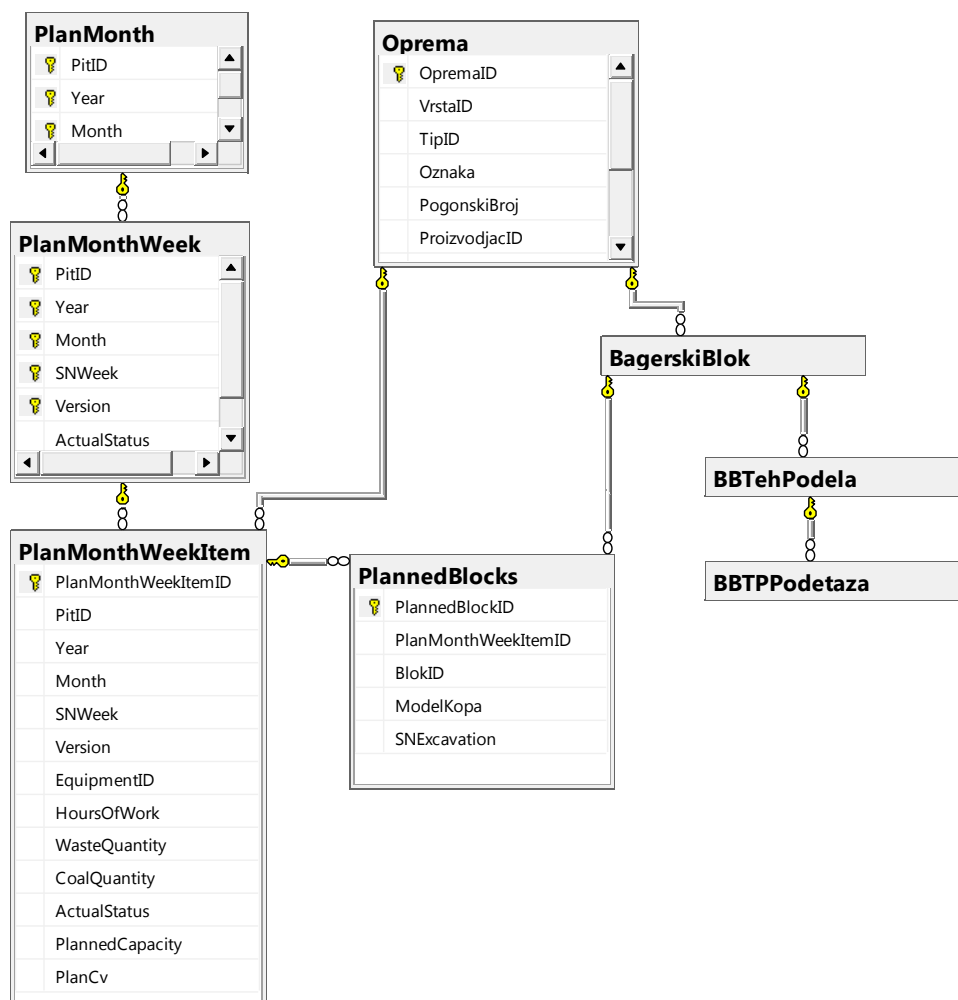 PlanMonth
PitID
Year
Month
Oprema
OpremaID
VrstaID
TipID
Oznaka
PogonskiBroj
ProizvodjacID
PlanMonthWeek
PitID
Year
Month
SNWeek
Version
ActualStatus
BagerskiBlok
BBTehPodela
BBTPPodetaza
PlanMonthWeekItem
PlanMonthWeekItemID
PitID
Year
Month
SNWeek
Version
EquipmentID
HoursOfWork
WasteQuantity
CoalQuantity
ActualStatus
PlannedCapacity
PlanCv
PlannedBlocks
PlannedBlockID
PlanMonthWeekItemID
BlokID
ModelKopa
SNExcavation